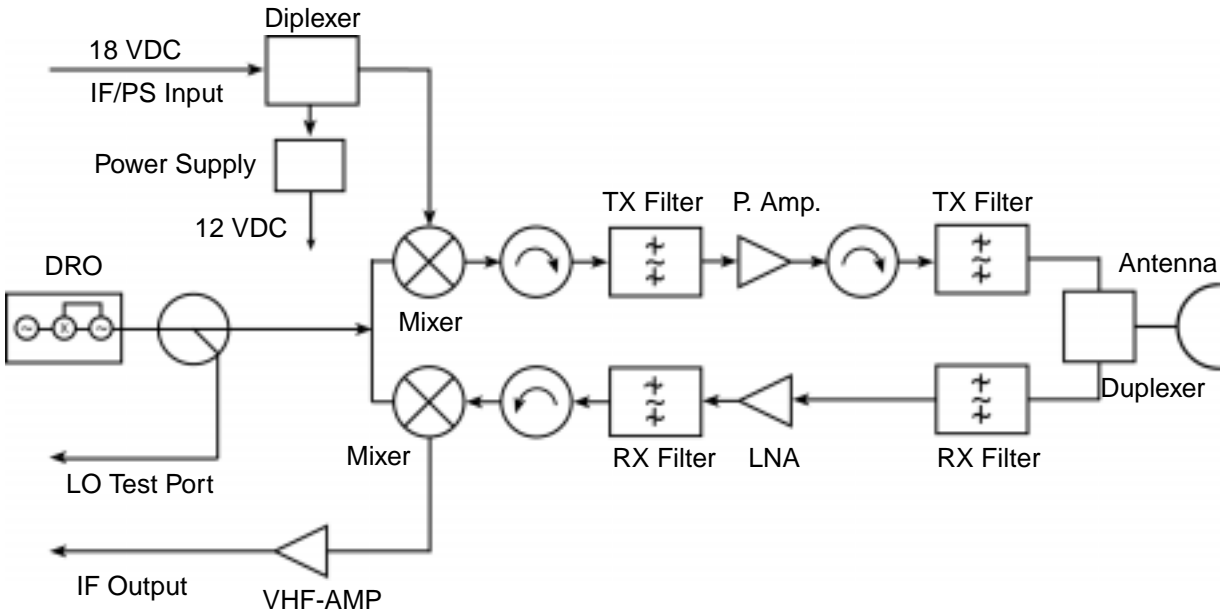 Diplexer
18 VDC
IF/PS Input
Power Supply
12 VDC
TX Filter
P. Amp.
TX Filter
DRO
Antenna
X
Mixer
Duplexer
Mixer
RX Filter
LNA
RX Filter
LO Test Port
IF Output
VHF-AMP